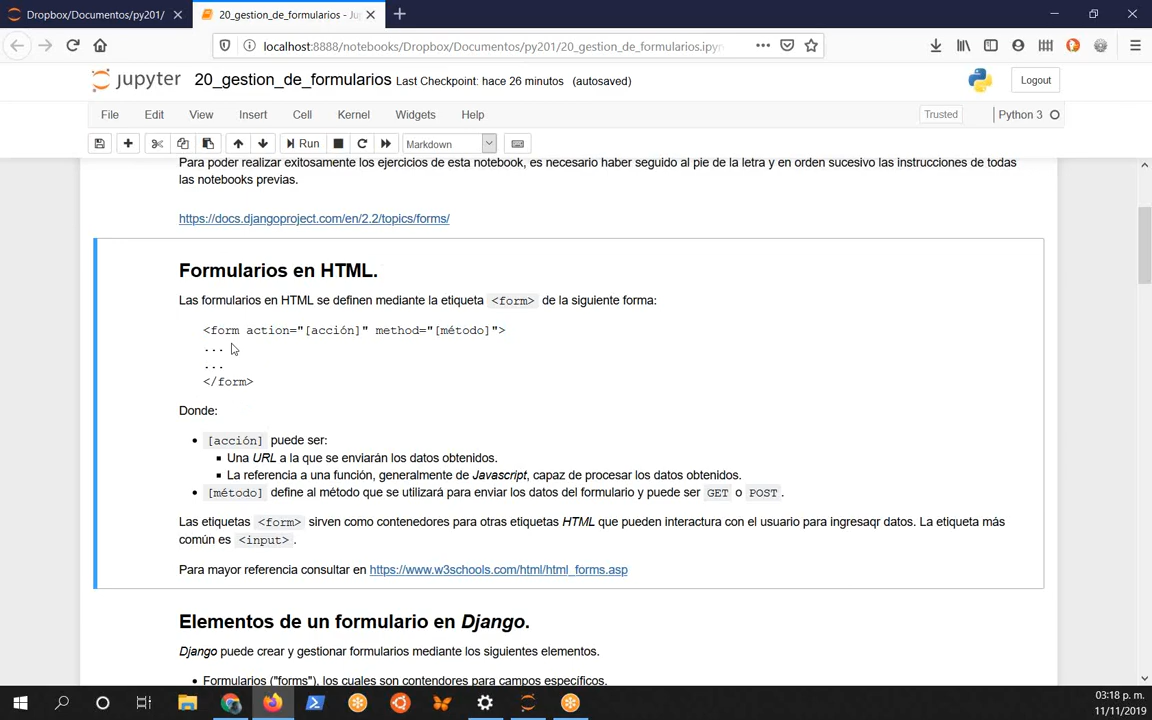 Dropbox/Documentos/py201/
20_gestion_de_formularios - Ju
localhost:8888/notebooks/Dropbox/Documentos/py201/20_gestion_de_formularios.ipyn
jupyter 20_gestion_de_formularios Last Checkpoint: hace 26 minutos (autosaved)
Logout
File Edit View Insert Cell Kernel Widgets Help
Trusted
Python 3
Run
Markdown
Para poder realizar exitosamente los ejercicios de esta notebook, es necesario haber seguido al pie de la letra y en orden sucesivo las instrucciones de todas
las notebooks previas.
https://docs.djangoproject.com/en/2.2/topics/forms/
Formularios en HTML.
Las formularios en HTML se definen mediante la etiqueta <form> de la siguiente forma:
<form action="[acción]" method="[método]">
...
...
</form>
Donde:
• [acción] puede ser:
▪ Una URL a la que se enviarán los datos obtenidos.
▪ La referencia a una función, generalmente de Javascript, capaz de procesar los datos obtenidos.
• [método] define al método que se utilizará para enviar los datos del formulario y puede ser GET o POST.
Las etiquetas <form> sirven como contenedores para otras etiquetas HTML que pueden interactura con el usuario para ingresaqr datos. La etiqueta más
común es <input>.
Para mayor referencia consultar en https://www.w3schools.com/html/html_forms.asp
Elementos de un formulario en Django.
Django puede crear y gestionar formularios mediante los siguientes elementos.
• Formularios ("forms"), los cuales son contendores para campos específicos.
03:18 p. m.
11/11/2019